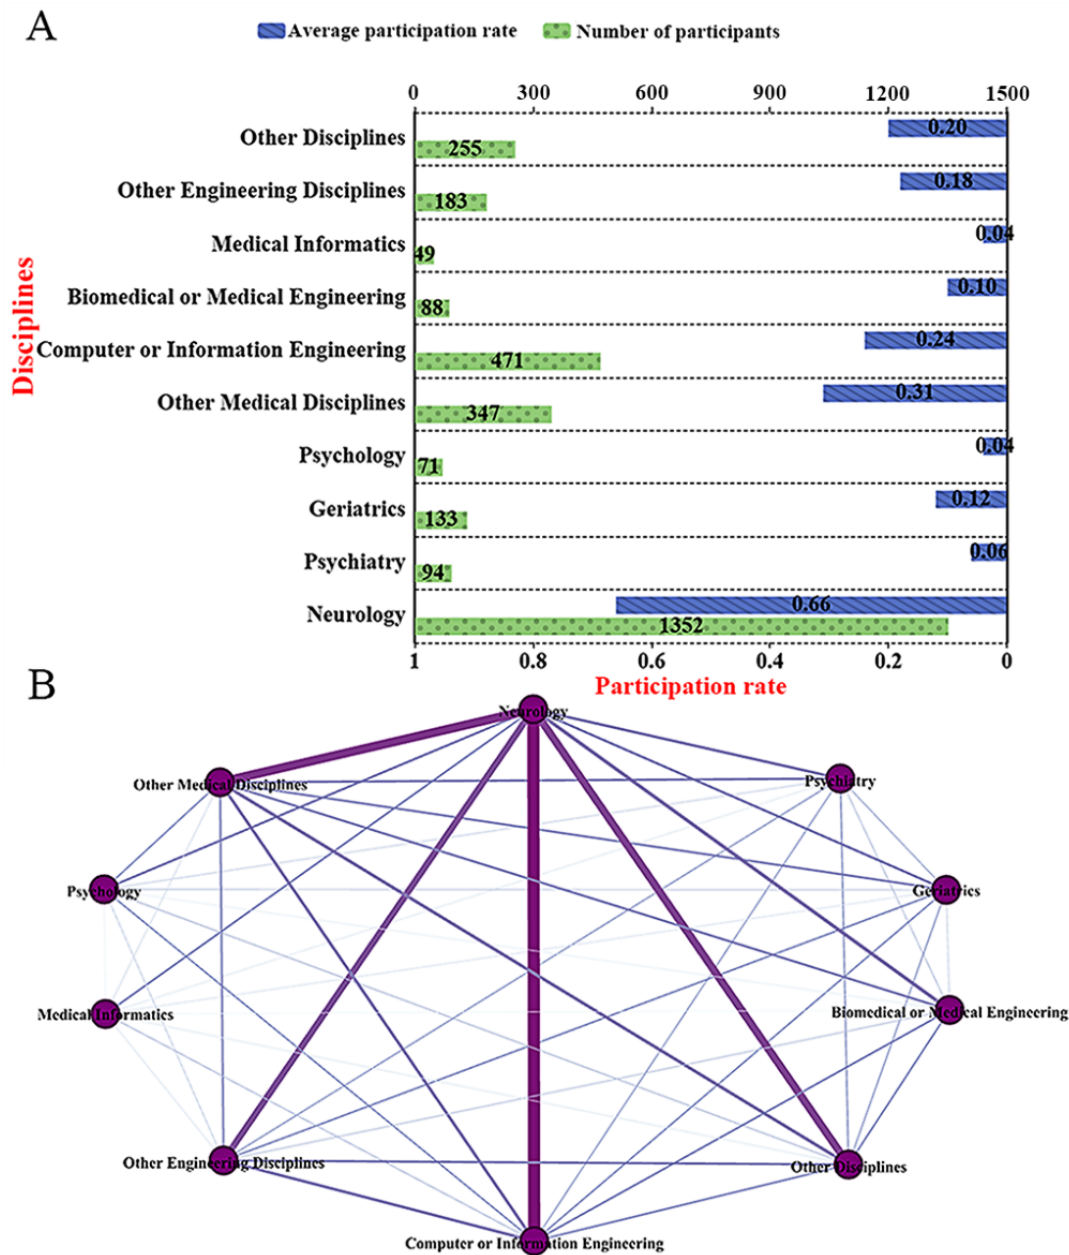 A
Average participation rate Number of participants
0 300 600 900 1200 1500
Other Disciplines 255 0.20
Other Engineering Disciplines 183 0.18
Medical Informatics 49 0.04
Biomedical or Medical Engineering 88 0.10
Computer or Information Engineering 471 0.24
Other Medical Disciplines 347 0.31
Psychology 71 0.04
Geriatrics 133 0.12
Psychiatry 94 0.06
Neurology 1352 0.66
Disciplines
1 0.8 0.6 0.4 0.2 0
Participation rate
B
Neurology
Other Medical Disciplines
Psychiatry
Psychology
Geriatrics
Medical Informatics
Biomedical or Medical Engineering
Other Engineering Disciplines
Other Disciplines
Computer or Information Engineering